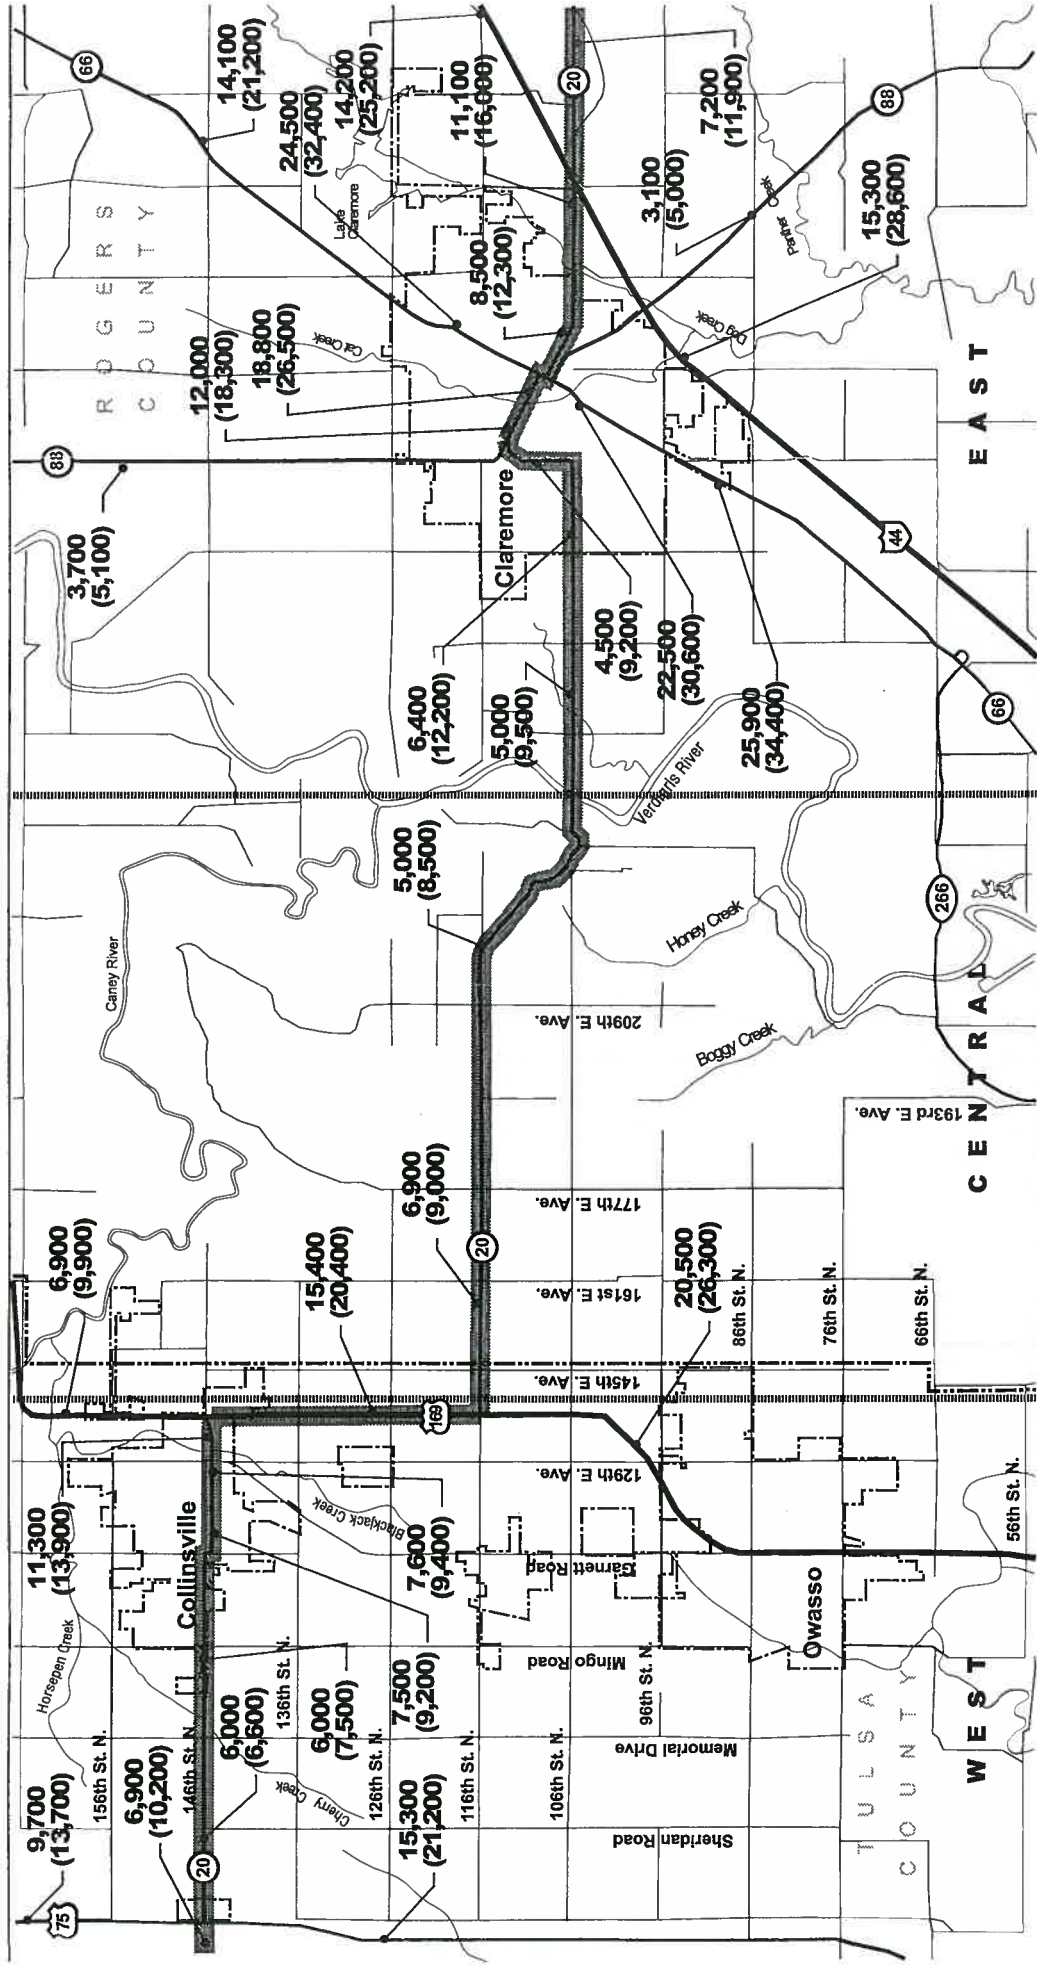 9,700
(13,700)
75
156th St. N.
Horsepen Creek
6,900
(10,200)
20
146th St. N.
11,300
(13,900)
Collinsville
6,000
(6,600)
136th St. N.
Cherry Creek
6,000
(7,500)
126th St. N.
15,300
(21,200)
7,500
(9,200)
7,600
(9,400)
Blackjack Creek
116th St. N.
106th St. N.
96th St. N.
Sheridan Road
Memorial Drive
Mingo Road
Garnett Road
129th E. Ave.
145th E. Ave.
161st E. Ave.
177th E. Ave.
193rd E. Ave.
209th E. Ave.
Owasso
TULSA
COUNTY
WEST
56th St. N.
66th St. N.
76th St. N.
86th St. N.
20,500
(26,300)
6,900
(9,900)
15,400
(20,400)
169
6,900
(9,000)
20
Caney River
5,000
(8,500)
Honey Creek
Boggy Creek
CENTRAL
266
Verdigris River
3,700
(5,100)
88
6,400
(12,200)
5,000
(9,500)
Claremore
4,500
(9,200)
22,500
(30,600)
25,900
(34,400)
66
44
EAST
ROGERS
COUNTY
12,000
(18,300)
18,800
(26,500)
Cat Creek
8,500
(12,300)
Lake
Claremore
66
14,100
(21,200)
24,500
(32,400)
14,200
(25,200)
11,100
(16,000)
20
7,200
(11,900)
3,100
(5,000)
Panther Creek
Dog Creek
88
15,300
(28,600)